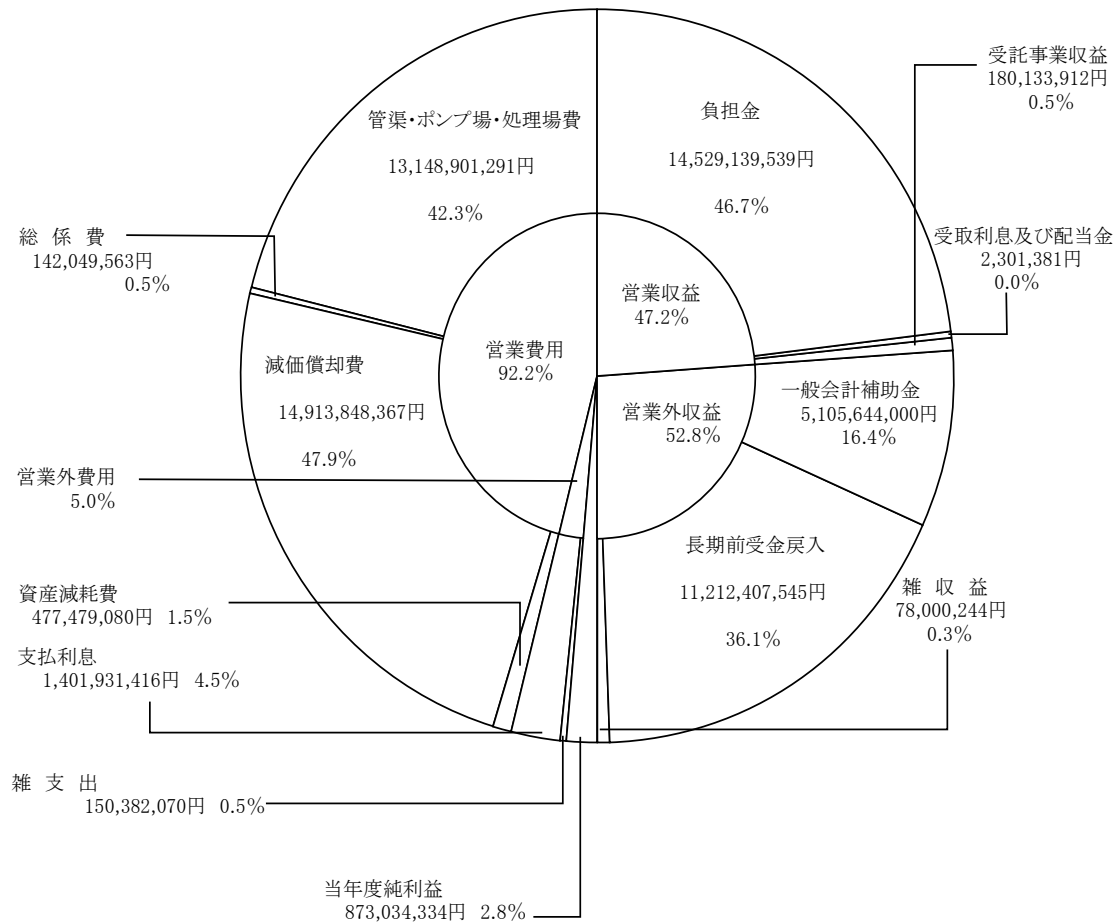 受託事業収益
180,133,912円
0.5%
管渠・ポンプ場・処理場費
13,148,901,291円
42.3%
負担金
14,529,139,539円
46.7%
総係費
142,049,563円
0.5%
受取利息及び配当金
2,301,381円
0.0%
営業収益
47.2%
営業費用
92.2%
減価償却費
14,913,848,367円
47.9%
営業外収益
52.8%
一般会計補助金
5,105,644,000円
16.4%
営業外費用
5.0%
長期前受金戻入
11,212,407,545円
36.1%
雑収益
78,000,244円
0.3%
資産減耗費
477,479,080円 1.5%
支払利息
1,401,931,416円 4.5%
雑支出
150,382,070円 0.5%
当年度純利益
873,034,334円 2.8%